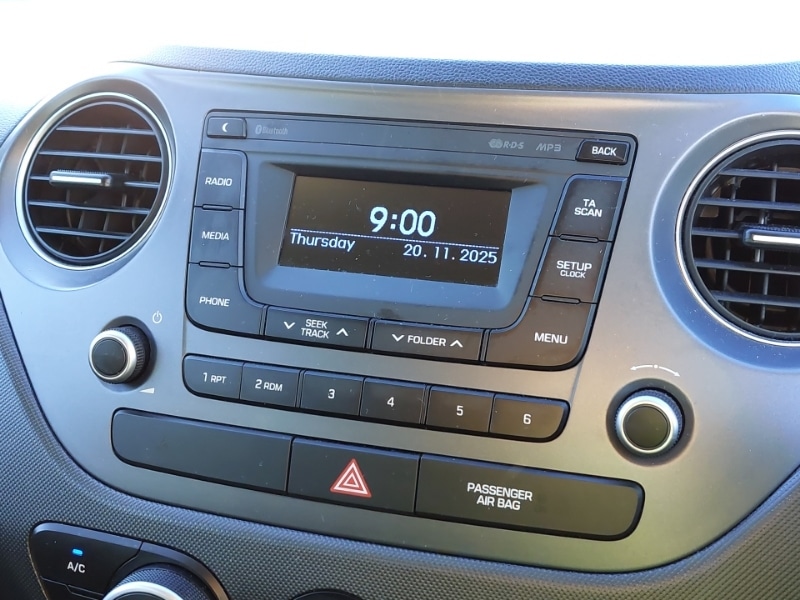 Bluetooth
R·D·S
MP3
BACK
RADIO
9:00
TA
SCAN
MEDIA
Thursday
20.11.2025
SETUP
CLOCK
PHONE
SEEK
TRACK
FOLDER
MENU
1 RPT
2 RDM
3
4
5
6
PASSENGER
AIR BAG
A/C